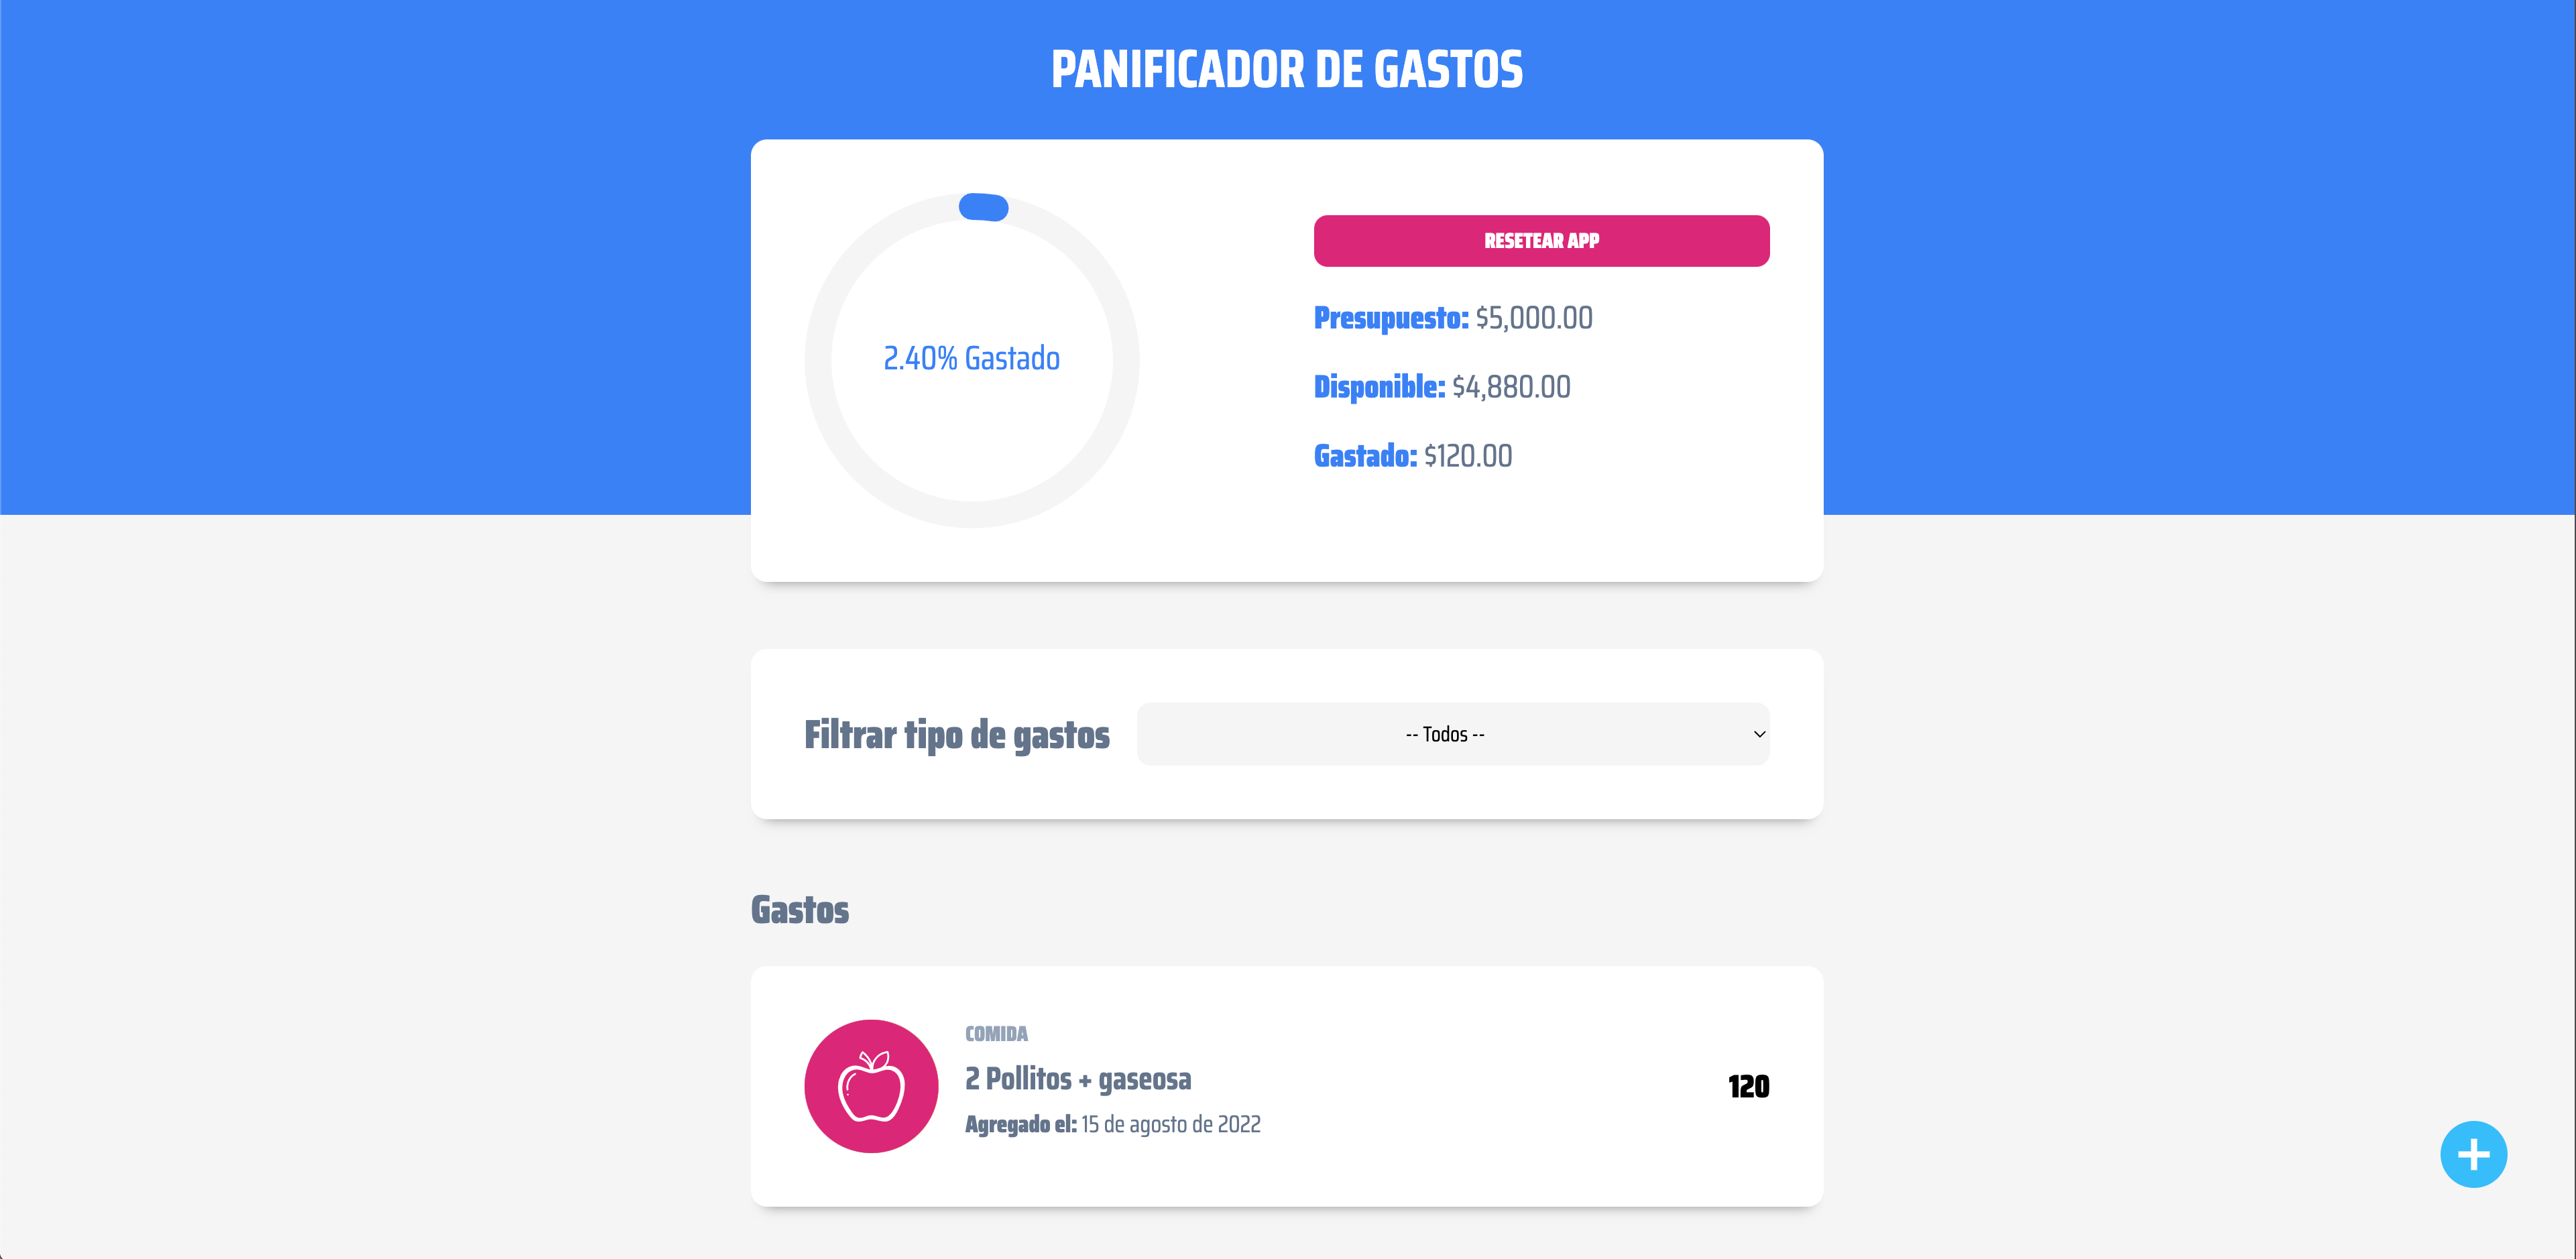 PANIFICADOR DE GASTOS
2.40% Gastado
RESETEAR APP
Presupuesto: $5,000.00
Disponible: $4,880.00
Gastado: $120.00
Filtrar tipo de gastos
-- Todos --
Gastos
COMIDA
2 Pollitos + gaseosa
Agregado el: 15 de agosto de 2022
120